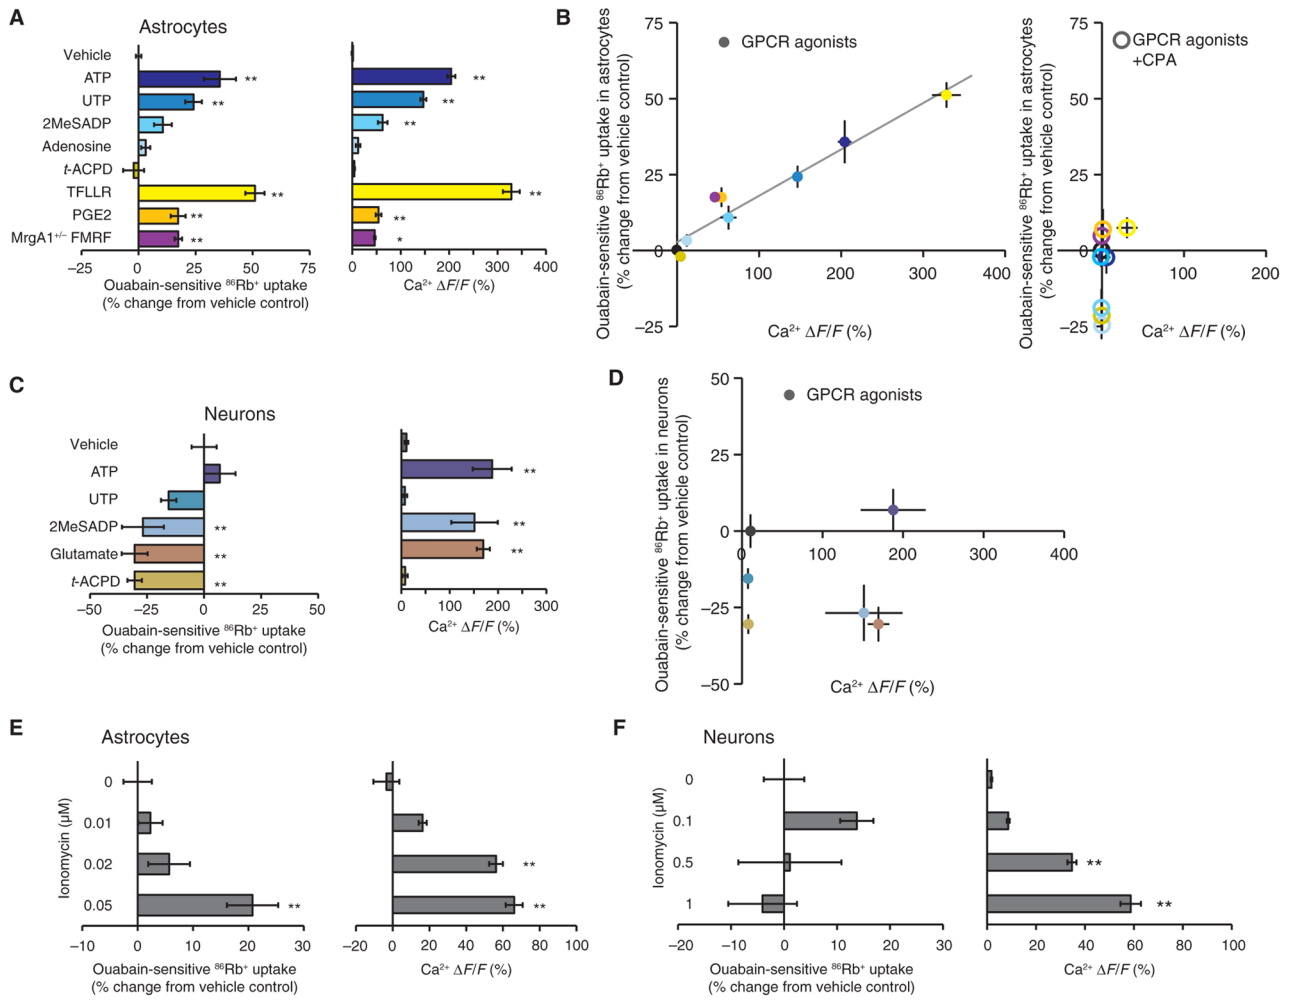 A
Astrocytes
Vehicle
ATP
UTP
2MeSADP
Adenosine
t-ACPD
TFLLR
PGE2
MrgA1⁺/⁻ FMRF
** ** ** ** **
** ** ** ** ** *
−25 0 25 50 75
Ouabain-sensitive ⁸⁶Rb⁺ uptake
(% change from vehicle control)
0 100 200 300 400
Ca²⁺ ΔF/F (%)
B
Ouabain-sensitive ⁸⁶Rb⁺ uptake in astrocytes
(% change from vehicle control)
75
50
25
0
−25
GPCR agonists
100 200 300 400
Ca²⁺ ΔF/F (%)
Ouabain-sensitive ⁸⁶Rb⁺ uptake in astrocytes
(% change from vehicle control)
75
50
25
0
−25
GPCR agonists
+CPA
100 200
Ca²⁺ ΔF/F (%)
C
Neurons
Vehicle
ATP
UTP
2MeSADP
Glutamate
t-ACPD
** ** **
** ** **
−50 −25 0 25 50
Ouabain-sensitive ⁸⁶Rb⁺ uptake
(% change from vehicle control)
0 100 200 300
Ca²⁺ ΔF/F (%)
D
Ouabain-sensitive ⁸⁶Rb⁺ uptake in neurons
(% change from vehicle control)
50
25
0
−25
−50
GPCR agonists
0 100 200 300 400
Ca²⁺ ΔF/F (%)
E
Astrocytes
Ionomycin (μM)
0
0.01
0.02
0.05
**
** **
−10 0 10 20 30
Ouabain-sensitive ⁸⁶Rb⁺ uptake
(% change from vehicle control)
−20 0 20 40 60 80 100
Ca²⁺ ΔF/F (%)
F
Neurons
Ionomycin (μM)
0
0.1
0.5
1
** **
−20 −10 0 10 20 30
Ouabain-sensitive ⁸⁶Rb⁺ uptake
(% change from vehicle control)
0 20 40 60 80 100
Ca²⁺ ΔF/F (%)